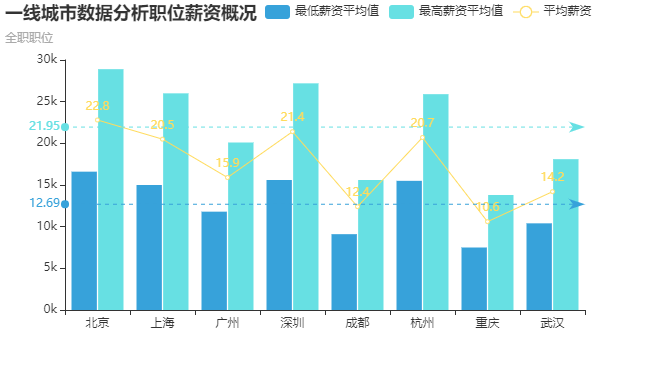 一线城市数据分析职位薪资概况 最低薪资平均值 最高薪资平均值 平均薪资
全职职位
30k
25k
21.95
20k
15k
12.69
10k
5k
0k
22.8
20.5
15.9
21.4
12.4
20.7
10.6
14.2
北京 上海 广州 深圳 成都 杭州 重庆 武汉